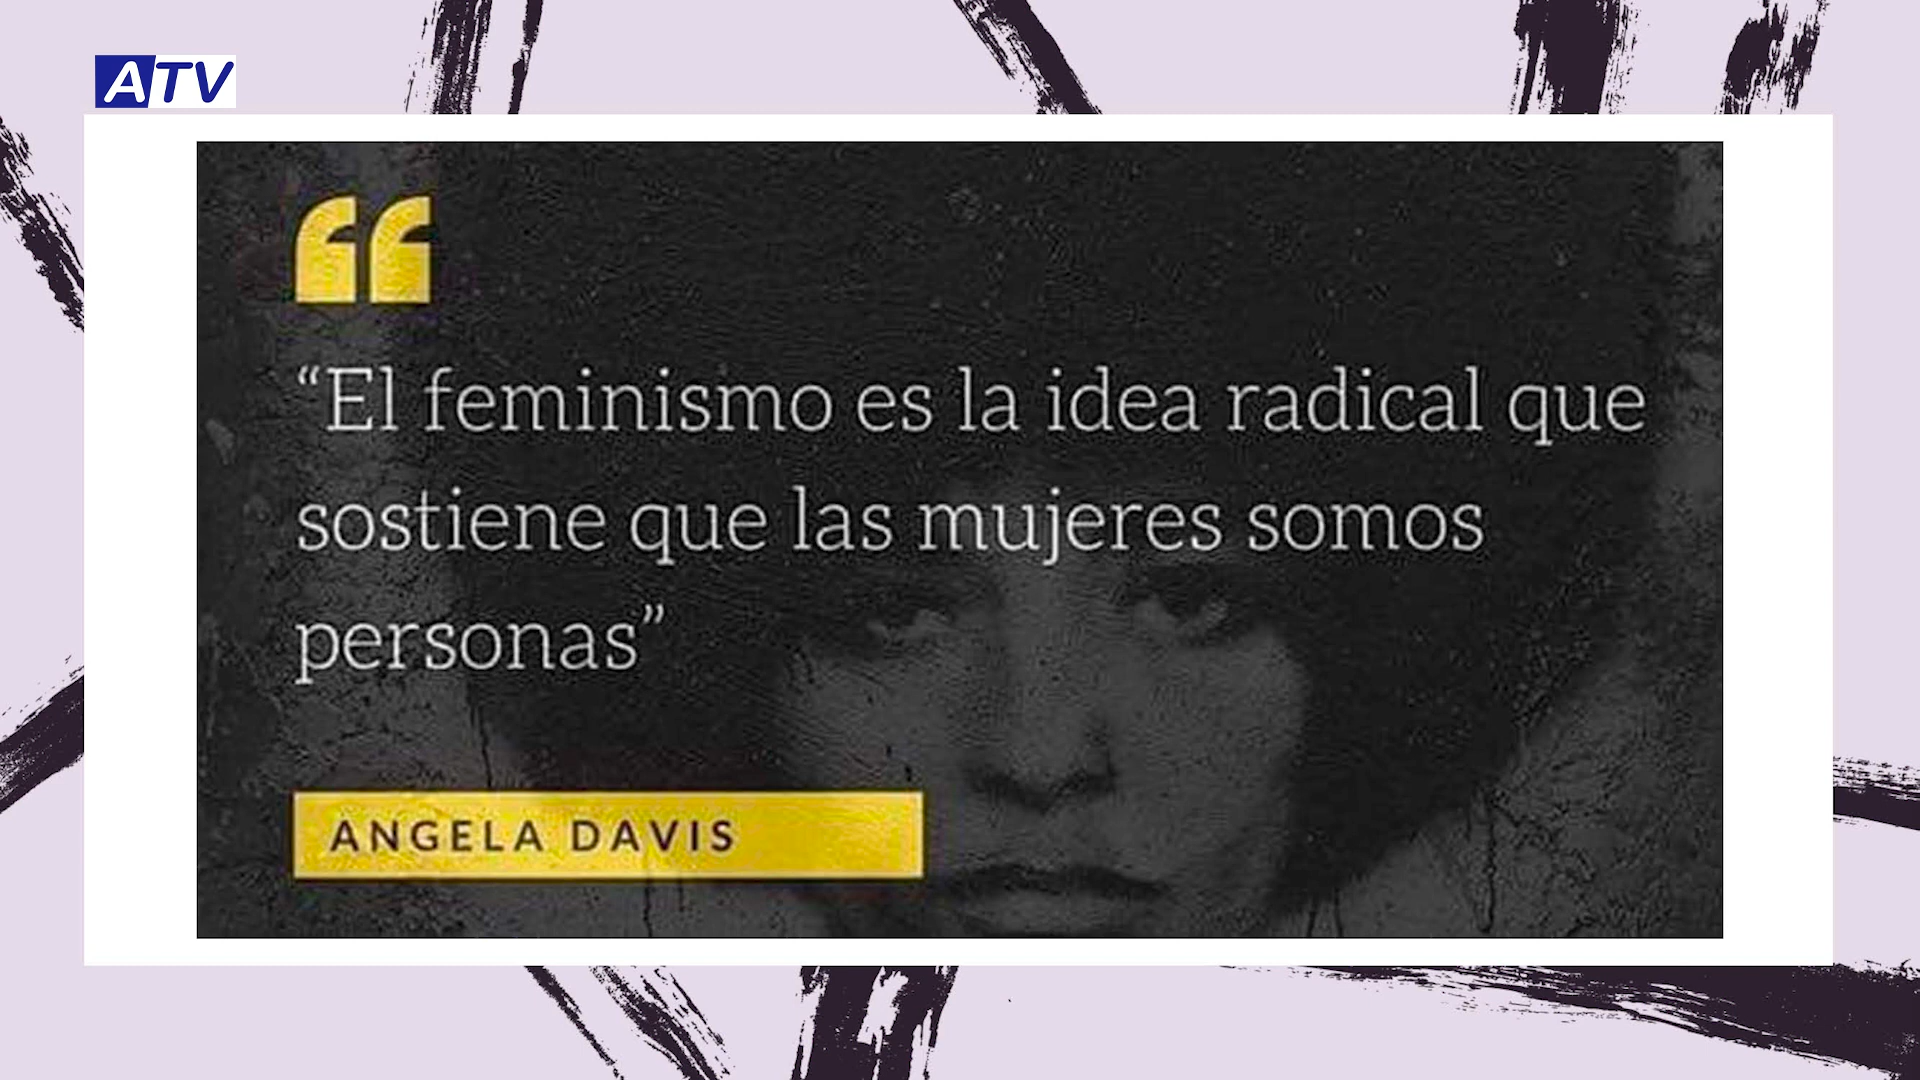 ATV
“El feminismo es la idea radical que
sostiene que las mujeres somos
personas”
ANGELA DAVIS